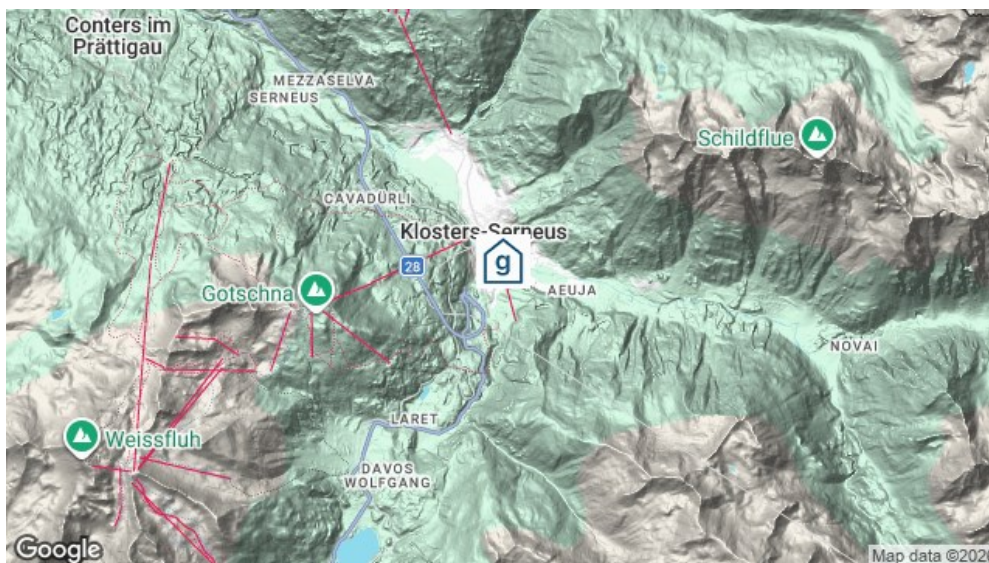 Conters im
Prättigau
MEZZASELVA
SERNEUS
Schildflue
CAVADÜRLI
Klosters-Serneus
g
28
Gotschna
AEUJA
NOVAI
LARET
Weissfluh
DAVOS
WOLFGANG
Google
Map data ©2020